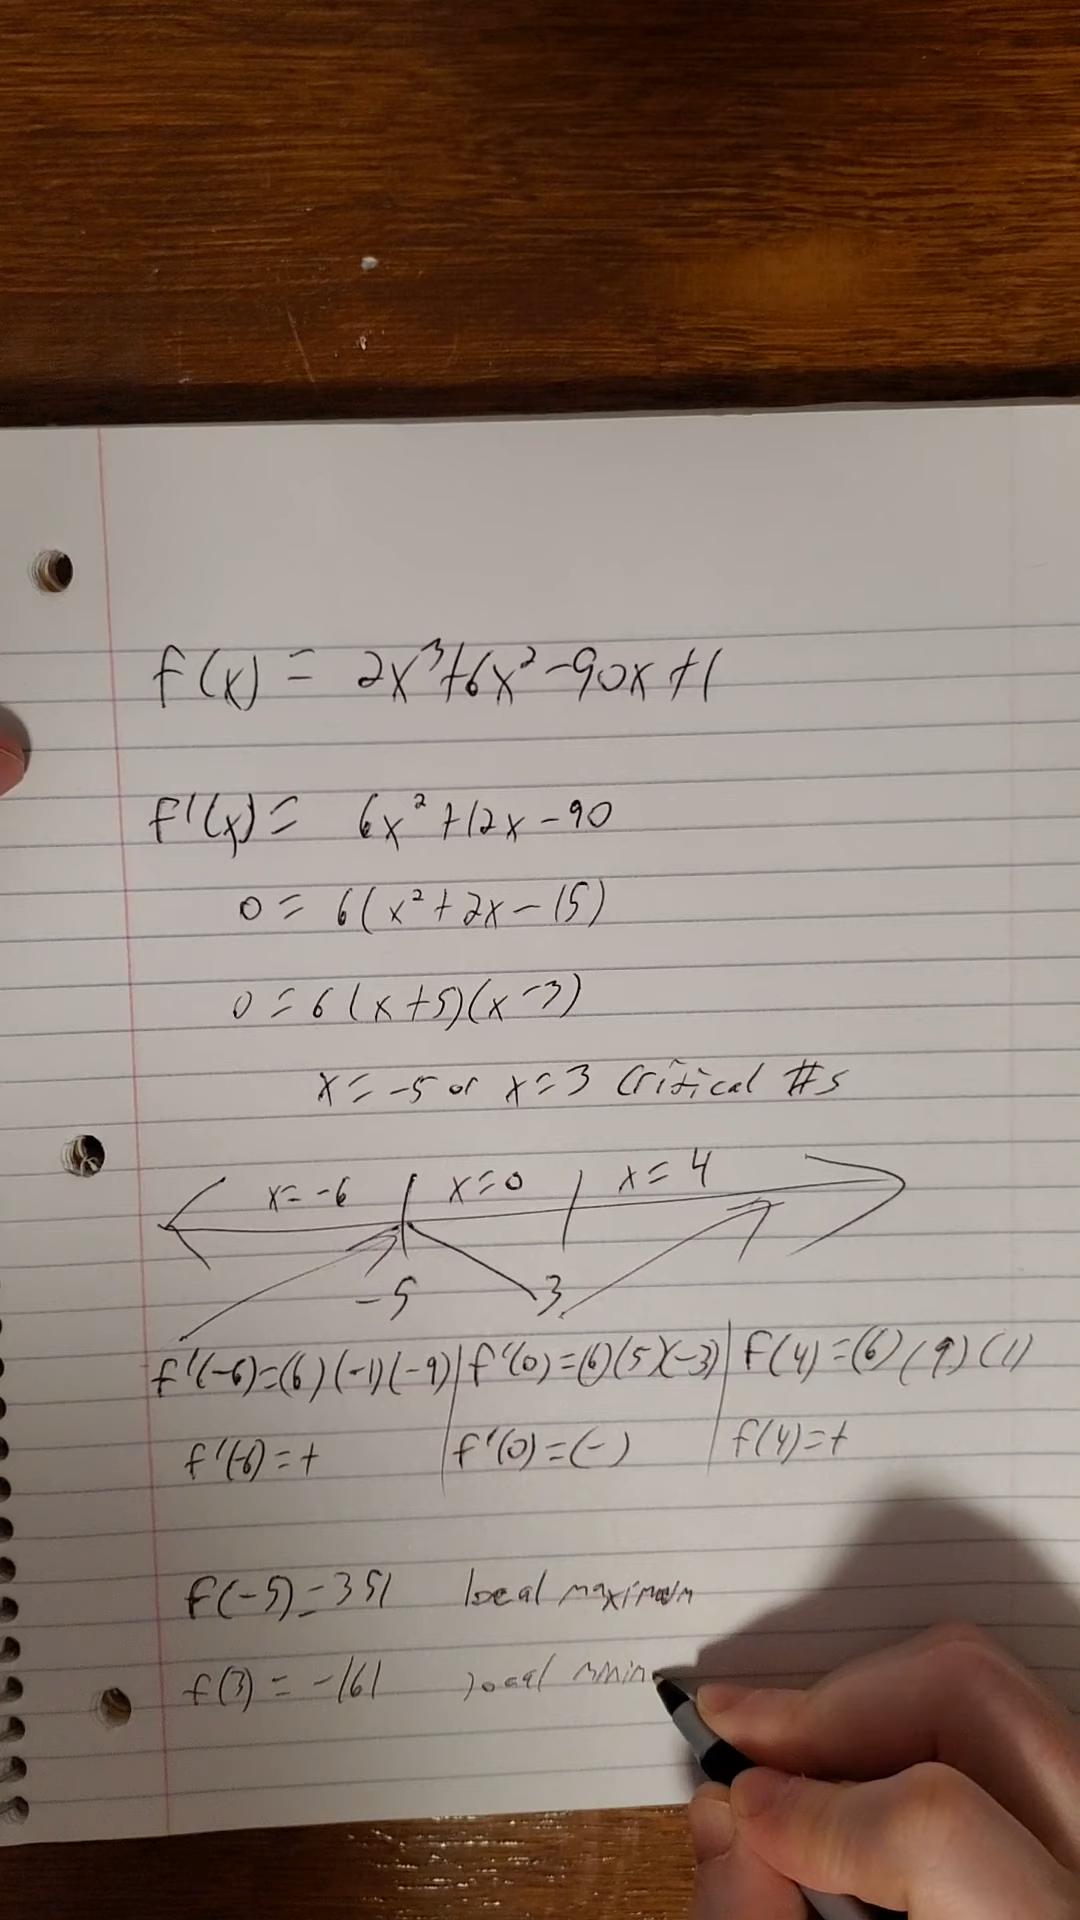 f(x) = 2x³+6x²-90x+1
f'(x) = 6x²+12x-90
0 = 6(x²+2x-15)
0 = 6(x+5)(x-3)
x = -5 or x = 3 Critical #s
x = -6 x = 0 x = 4
-5 3
f'(-6)=(6)(-1)(-9) | f'(0)=(6)(5)(-3) | f(4)=(6)(9)(1)
f'(-6)=+ | f'(0)=(-) | f(4)=+
f(-5)=351 local maximum
f(3) = -161 local